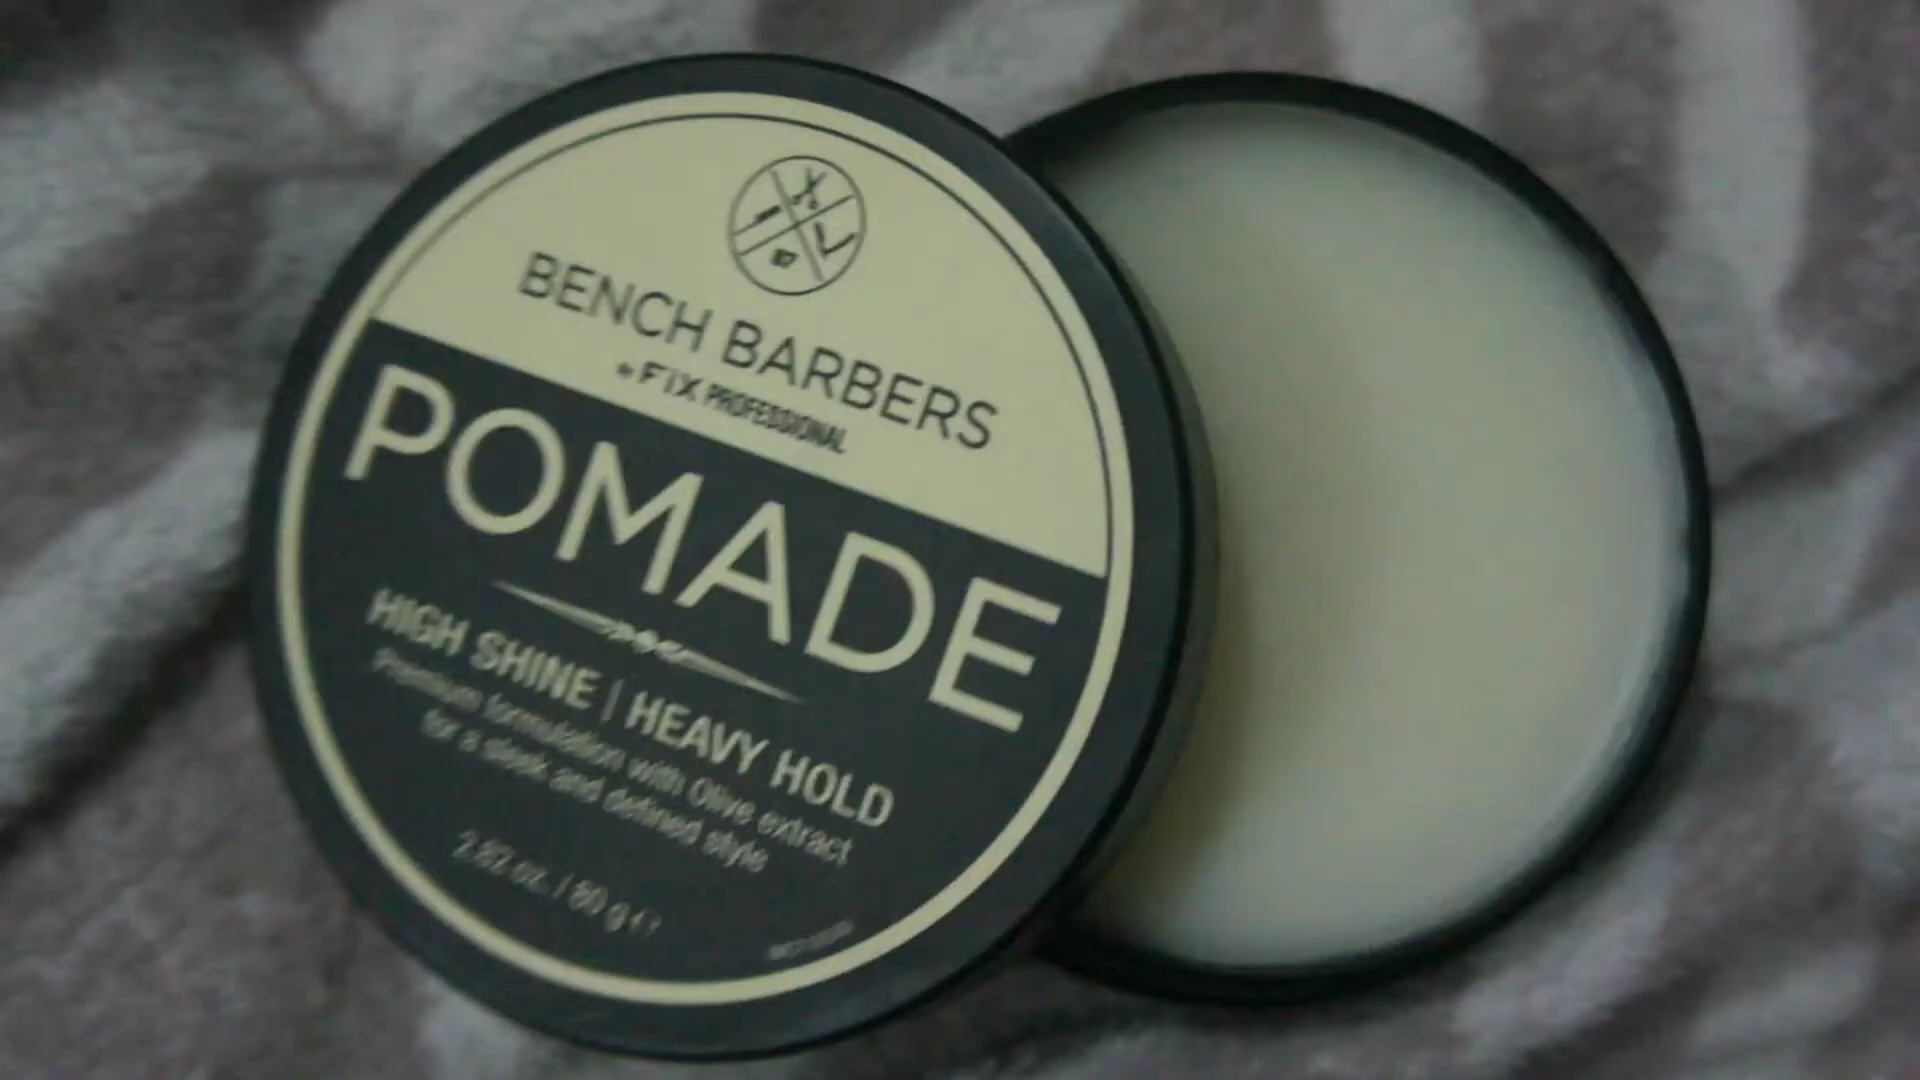 BENCH BARBERS
FIX PROFESSIONAL
POMADE
HIGH SHINE | HEAVY HOLD
Premium formulation with Olive extract
for a sleek and defined style
2.82 oz. / 80 g